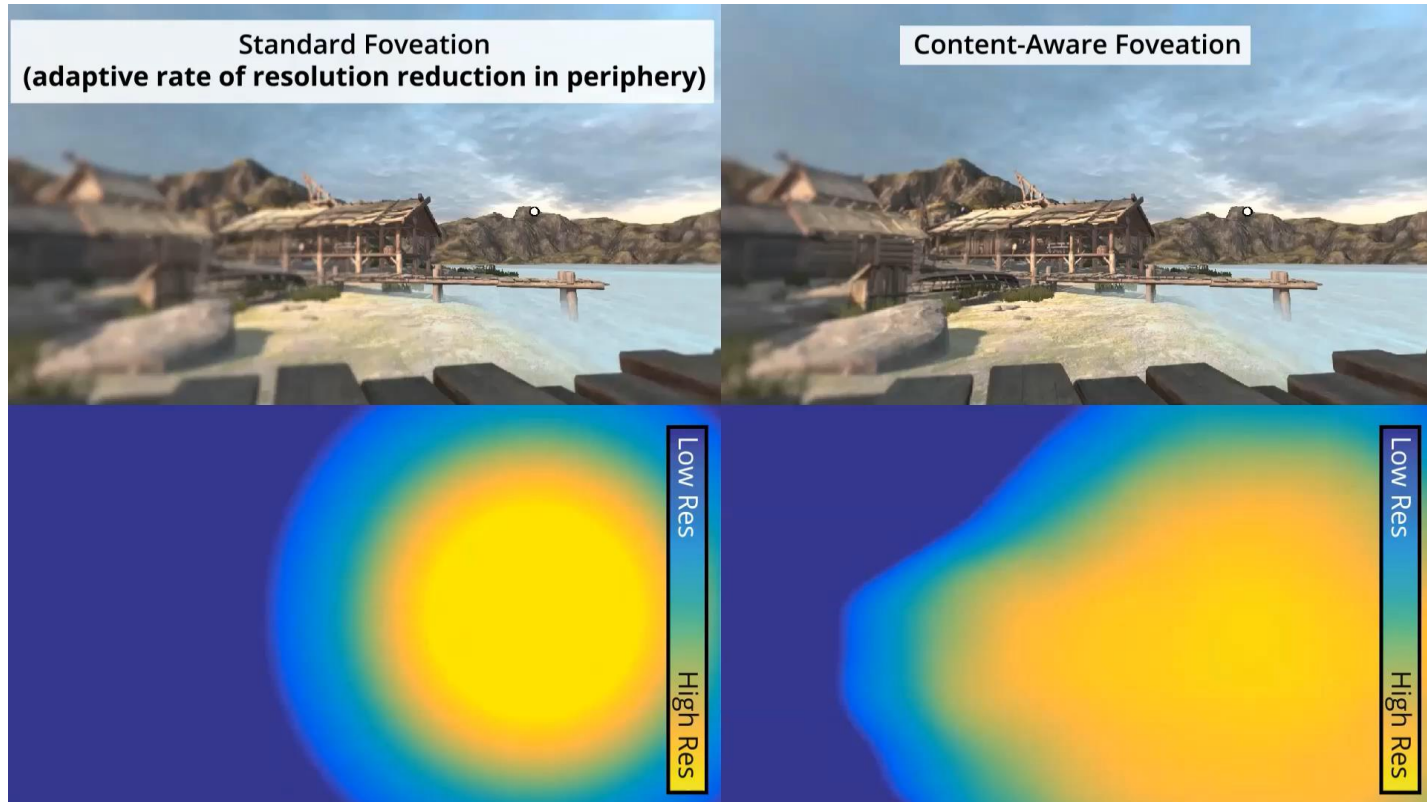 Standard Foveation
(adaptive rate of resolution reduction in periphery)
Content-Aware Foveation
Low Res
High Res
Low Res
High Res